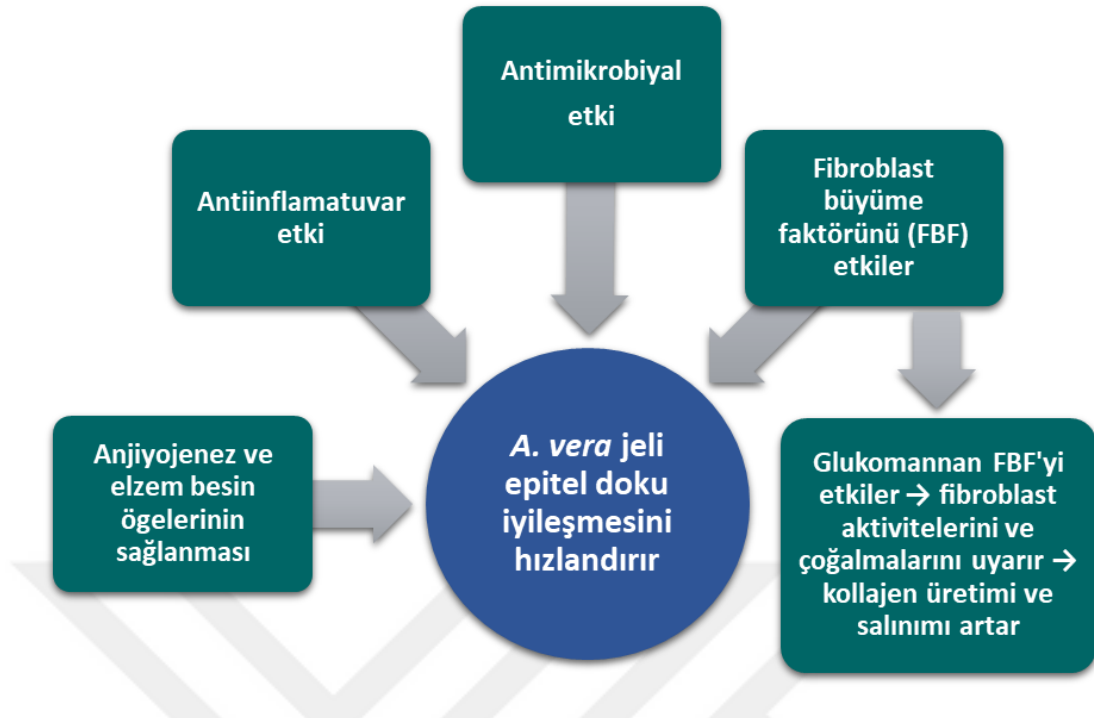 Antimikrobiyal
etki
Antiinflamatuvar
etki
Fibroblast
büyüme
faktörünü (FBF)
etkiler
Anjiyojenez ve
elzem besin
ögelerinin
sağlanması
A. vera jeli
epitel doku
iyileşmesini
hızlandırır
Glukomannan FBF'yi
etkiler → fibroblast
aktivitelerini ve
çoğalmalarını uyarır →
kollajen üretimi ve
salınımı artar